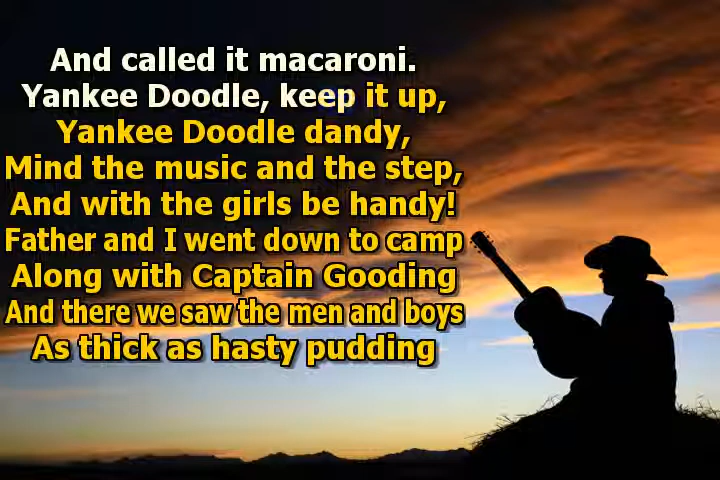 And called it macaroni.
Yankee Doodle, keep it up,
Yankee Doodle dandy,
Mind the music and the step,
And with the girls be handy!
Father and I went down to camp
Along with Captain Gooding
And there we saw the men and boys
As thick as hasty pudding